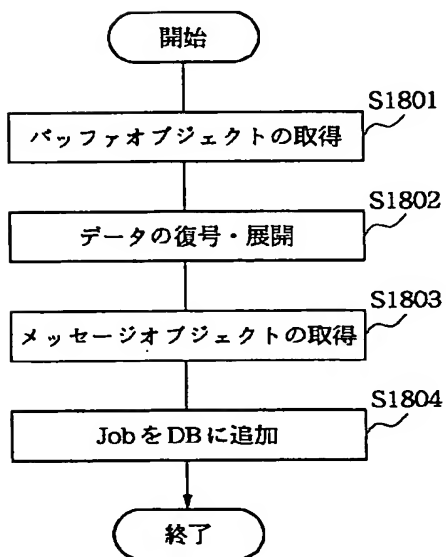 開始
S1801
バッファオブジェクトの取得
S1802
データの復号・展開
S1803
メッセージオブジェクトの取得
S1804
JobをDBに追加
終了